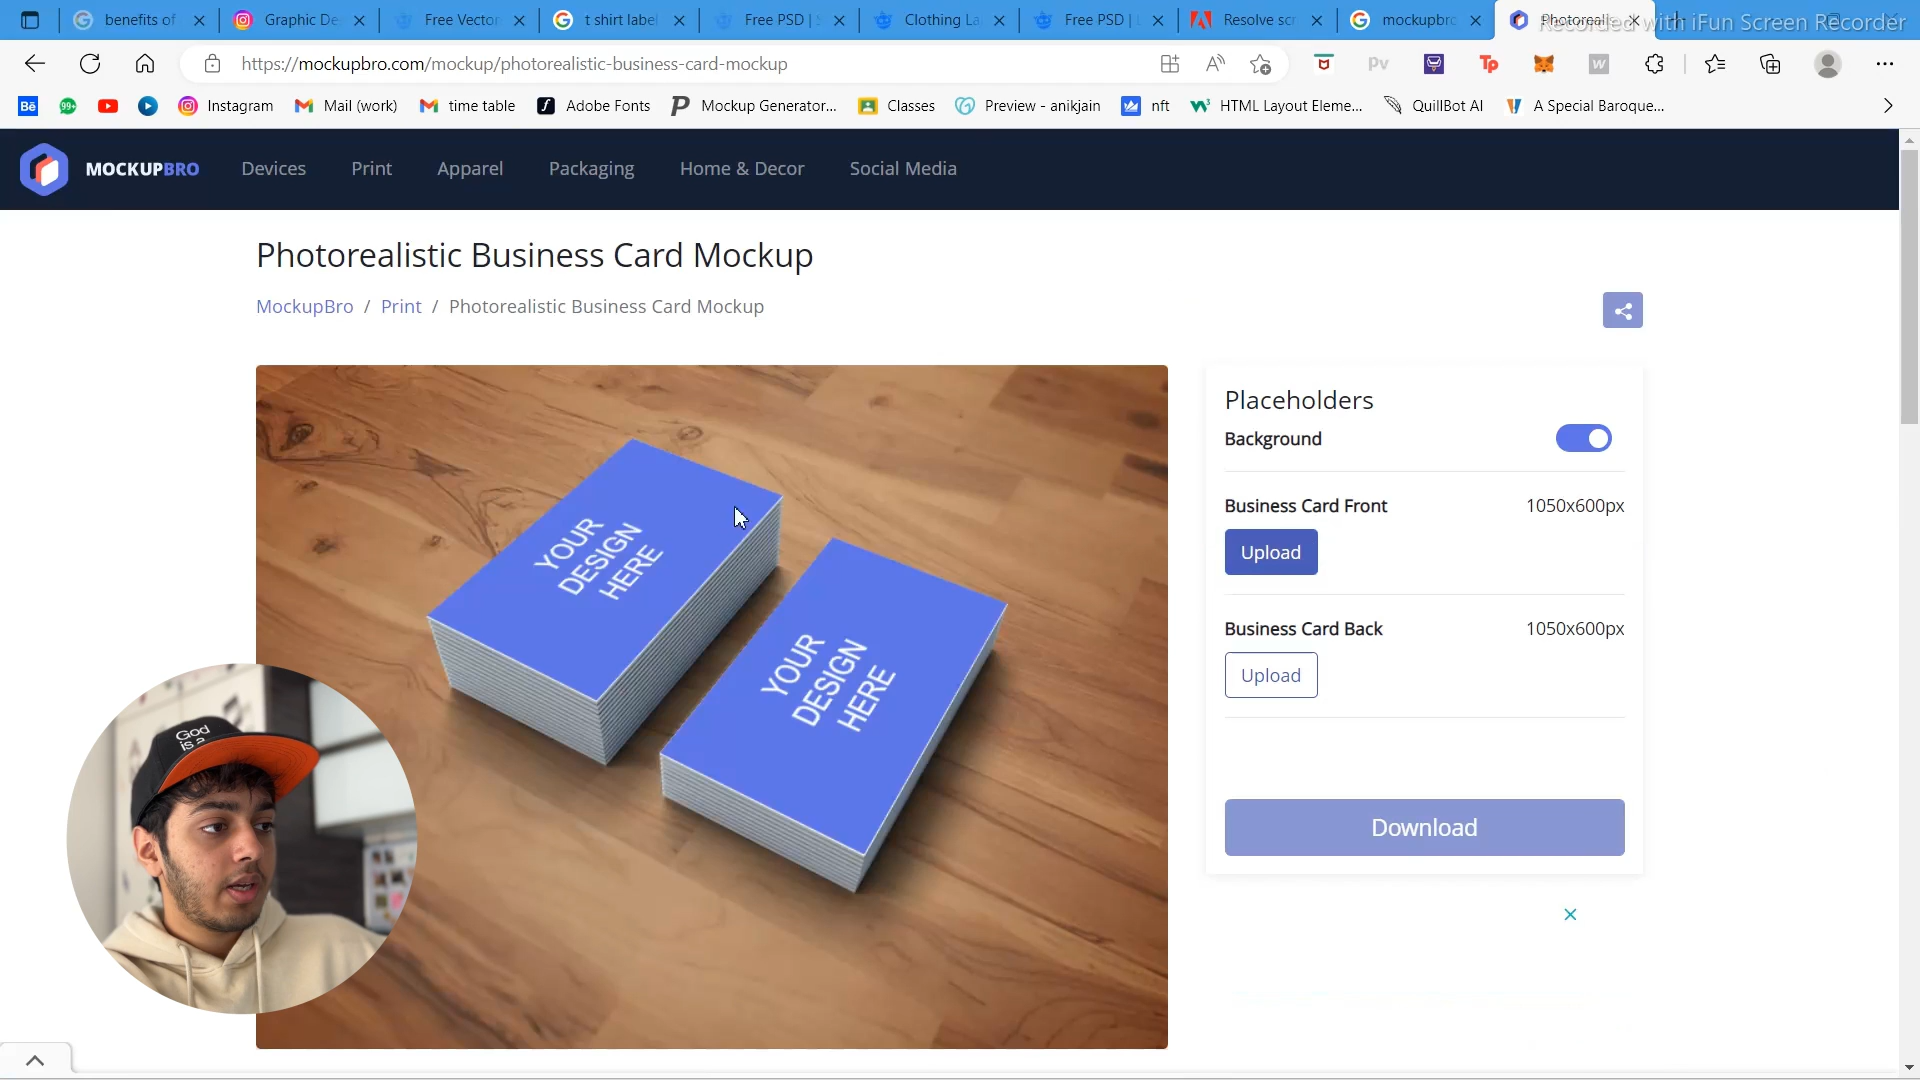 benefits of
Graphic De
Free Vector
t shirt label
Free PSD | S
Clothing La
Free PSD | L
Resolve scr
mockupbro
Photorealis
Recorded with iFun Screen Recorder
https://mockupbro.com/mockup/photorealistic-business-card-mockup
Bē
99+
Instagram
Mail (work)
time table
Adobe Fonts
Mockup Generator...
Classes
Preview - anikjain
nft
HTML Layout Eleme...
QuillBot AI
A Special Baroque...
MOCKUPBRO
Devices
Print
Apparel
Packaging
Home & Decor
Social Media
Photorealistic Business Card Mockup
MockupBro / Print / Photorealistic Business Card Mockup
YOUR
DESIGN
HERE
YOUR
DESIGN
HERE
Placeholders
Background
Business Card Front 1050x600px
Upload
Business Card Back 1050x600px
Upload
Download
God
is a